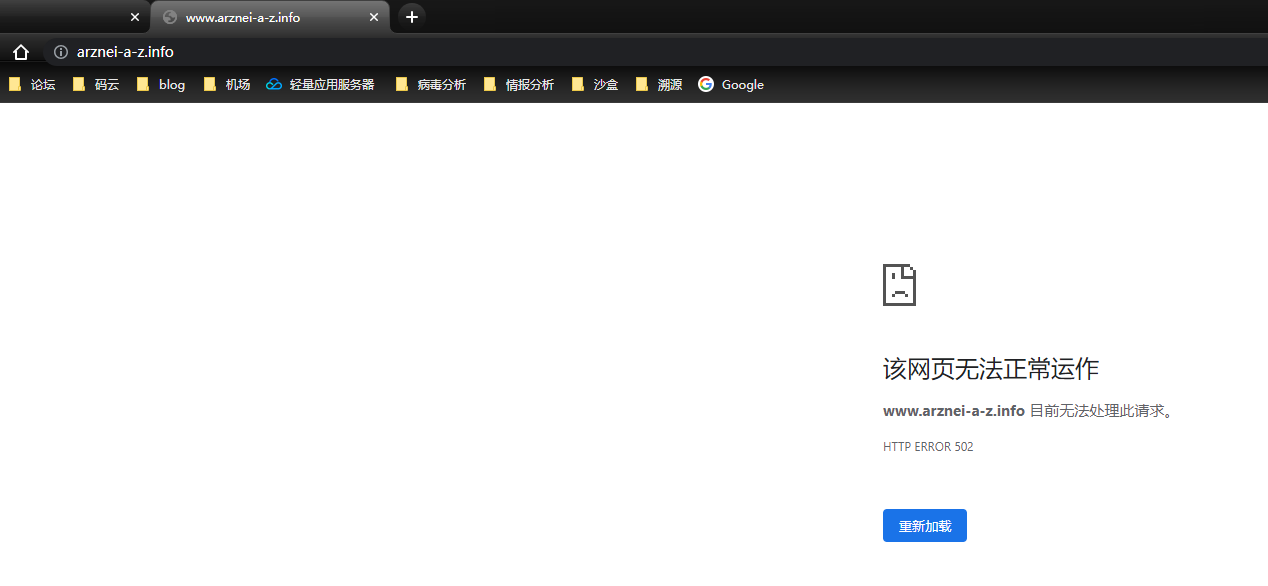 www.arznei-a-z.info
arznei-a-z.info
论坛 码云 blog 机场 轻量应用服务器 病毒分析 情报分析 沙盒 溯源 Google
该网页无法正常运作
www.arznei-a-z.info 目前无法处理此请求。
HTTP ERROR 502
重新加载